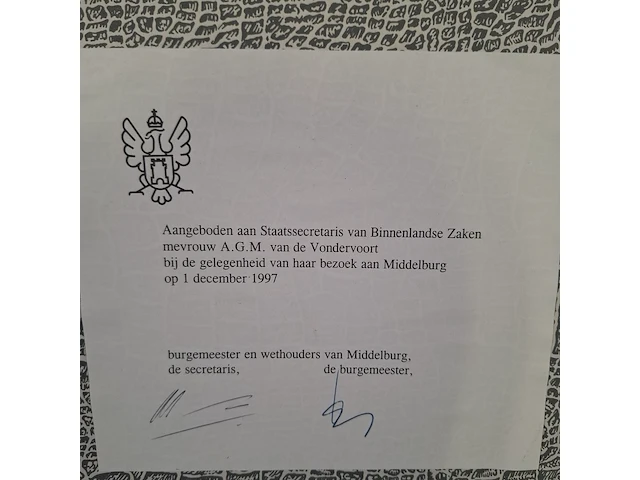 Aangeboden aan Staatssecretaris van Binnenlandse Zaken
mevrouw A.G.M. van de Vondervoort
bij de gelegenheid van haar bezoek aan Middelburg
op 1 december 1997
burgemeester en wethouders van Middelburg,
de secretaris, de burgemeester,